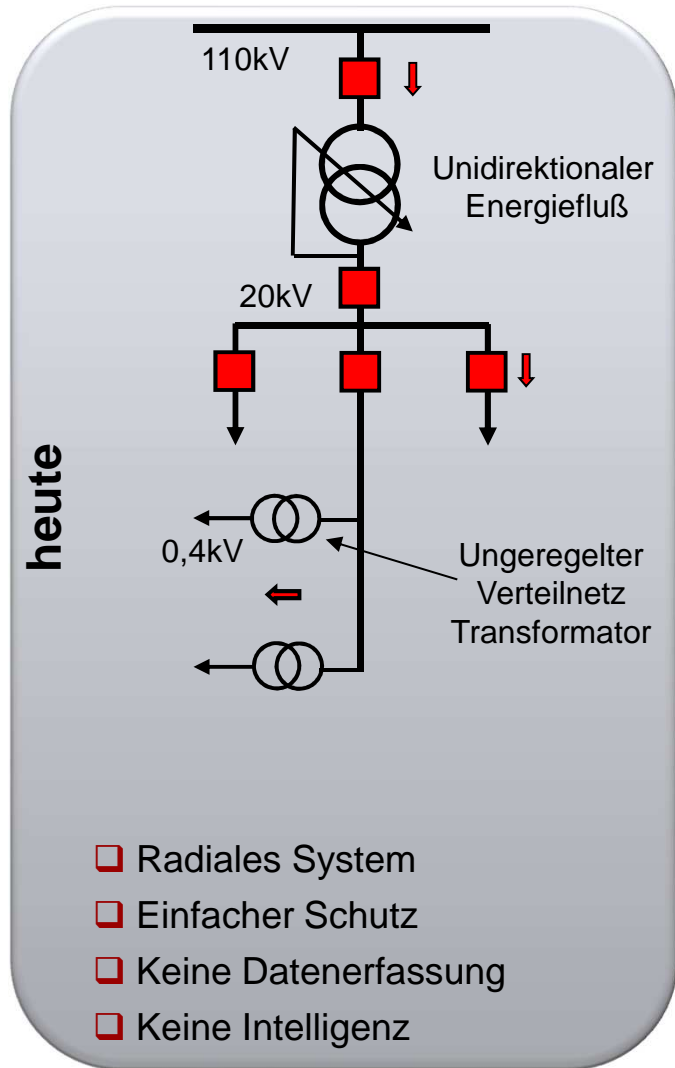 110kV
Unidirektionaler
Energiefluß
20kV
heute
0,4kV
Ungeregelter
Verteilnetz
Transformator
Radiales System
Einfacher Schutz
Keine Datenerfassung
Keine Intelligenz